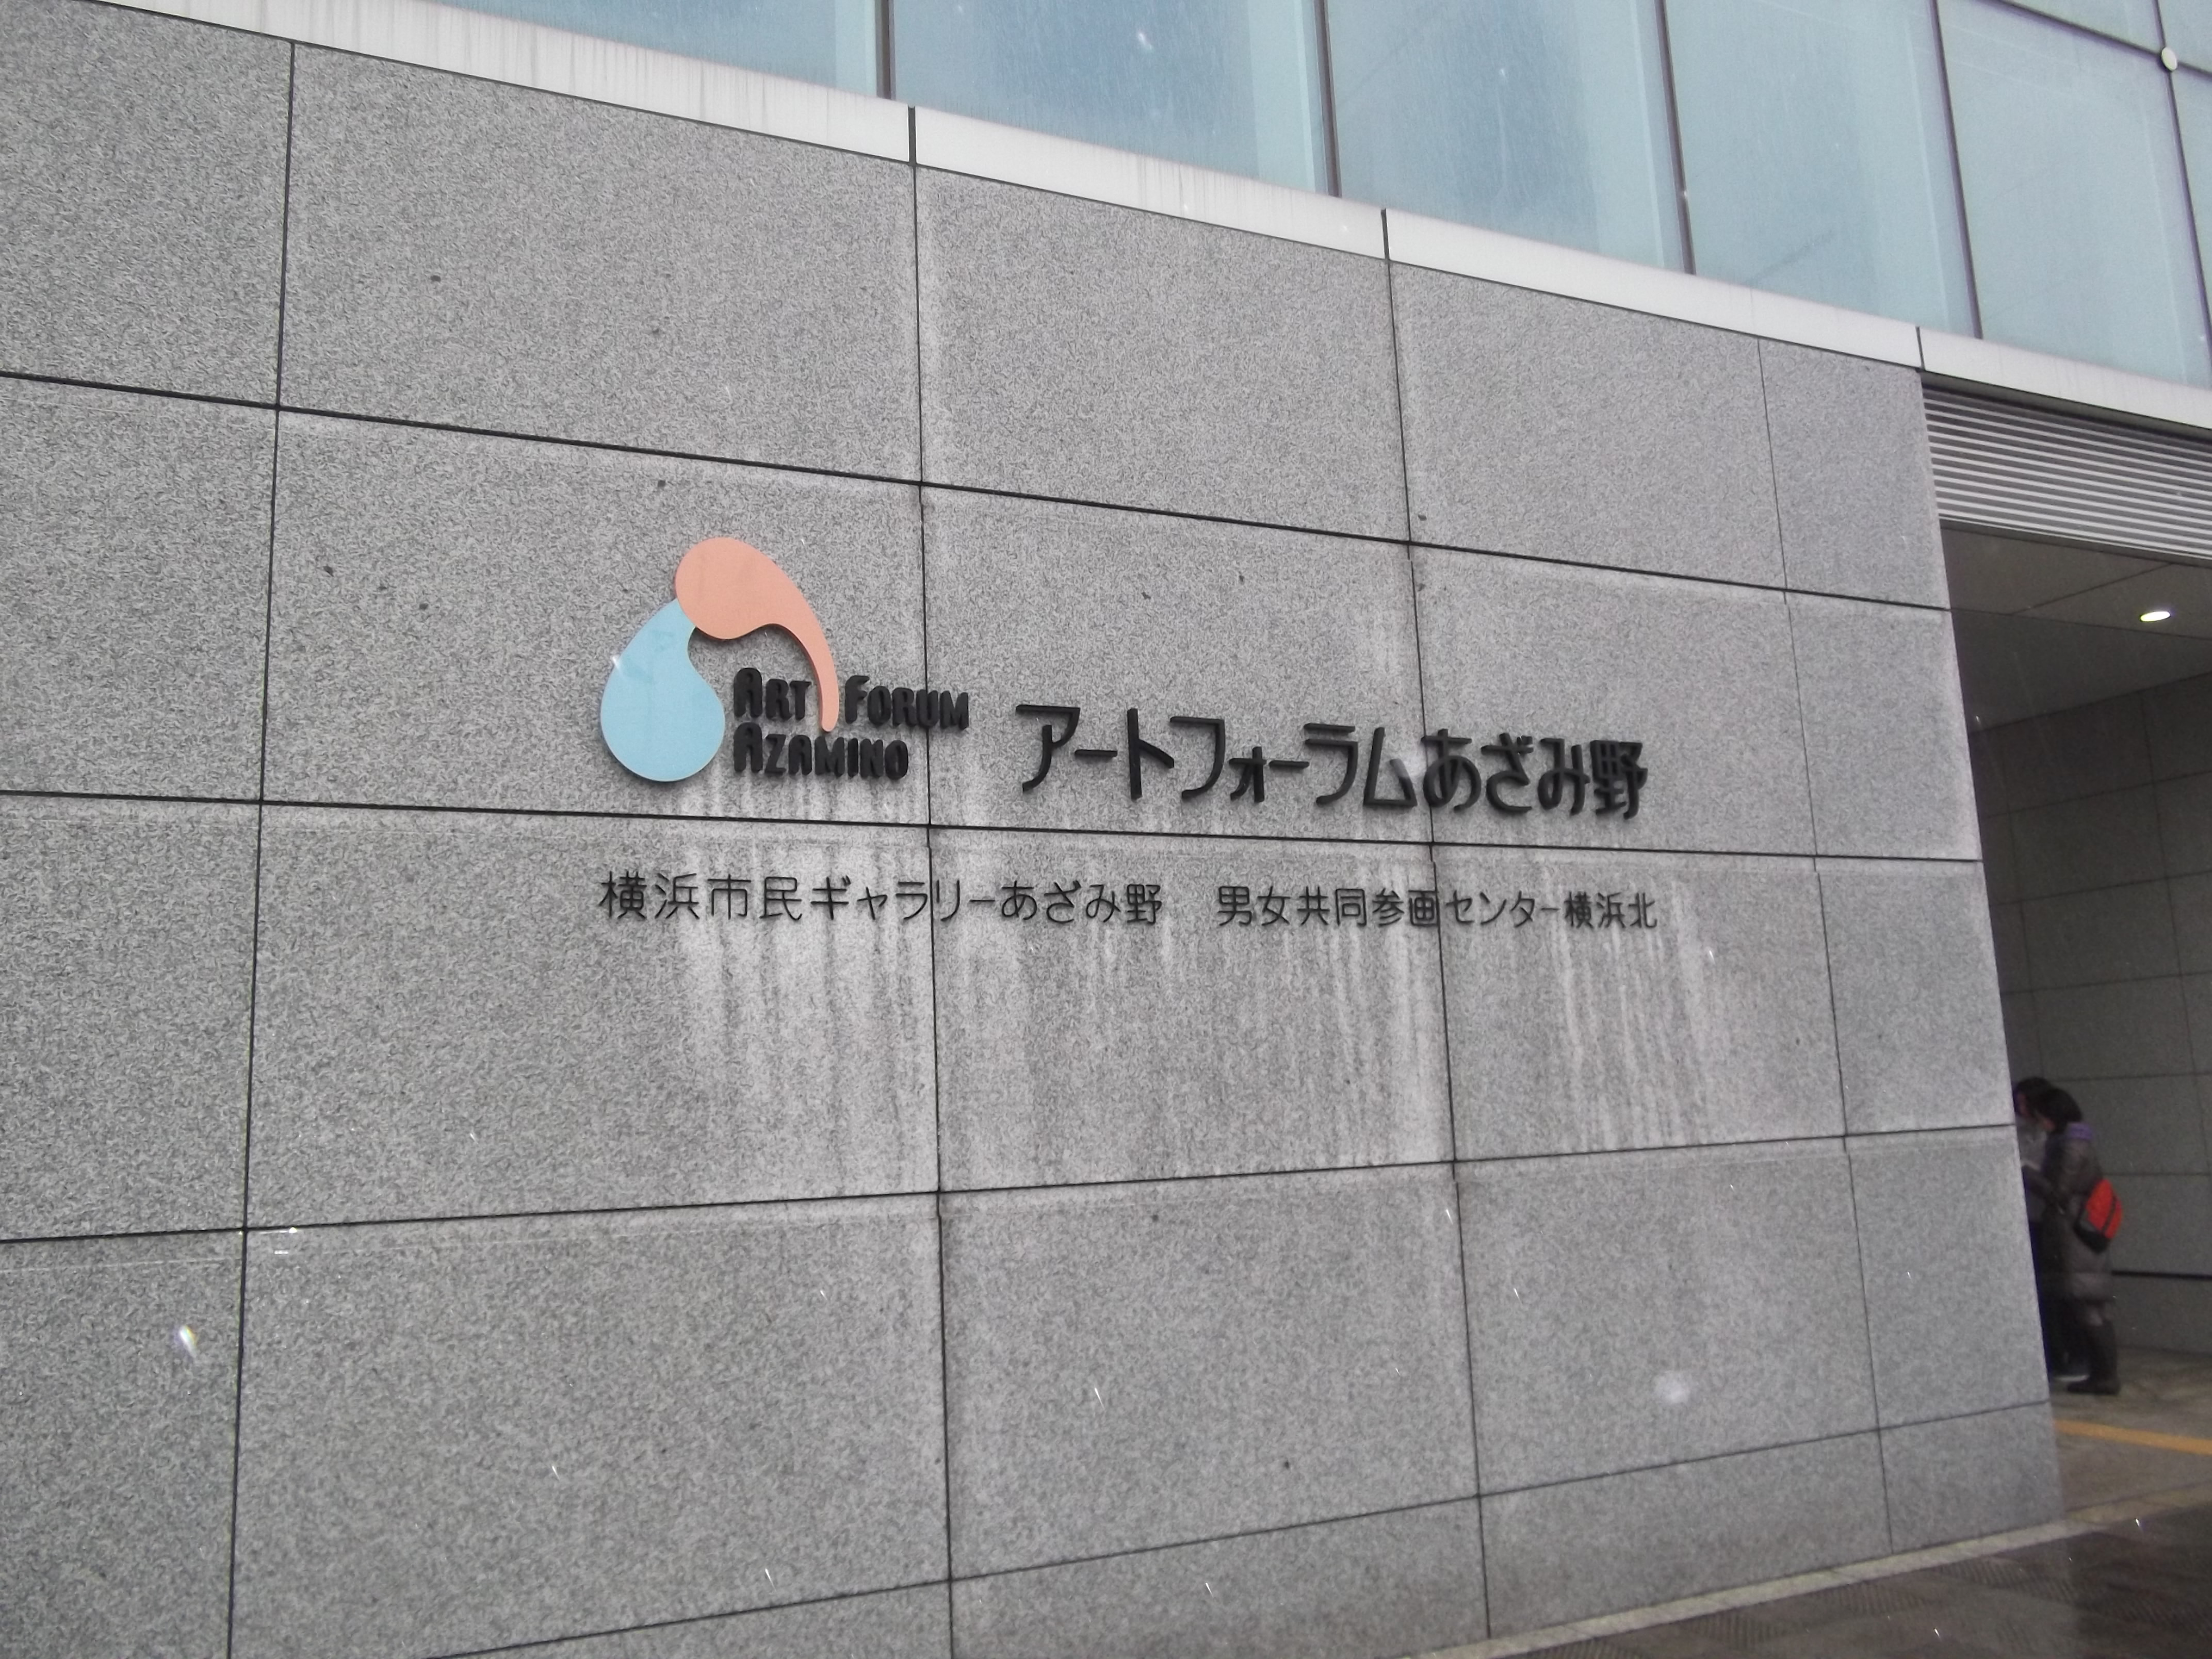 ART FORUM
AZAMINO
アートフォーラムあざみ野
横浜市民ギャラリーあざみ野 男女共同参画センター横浜北